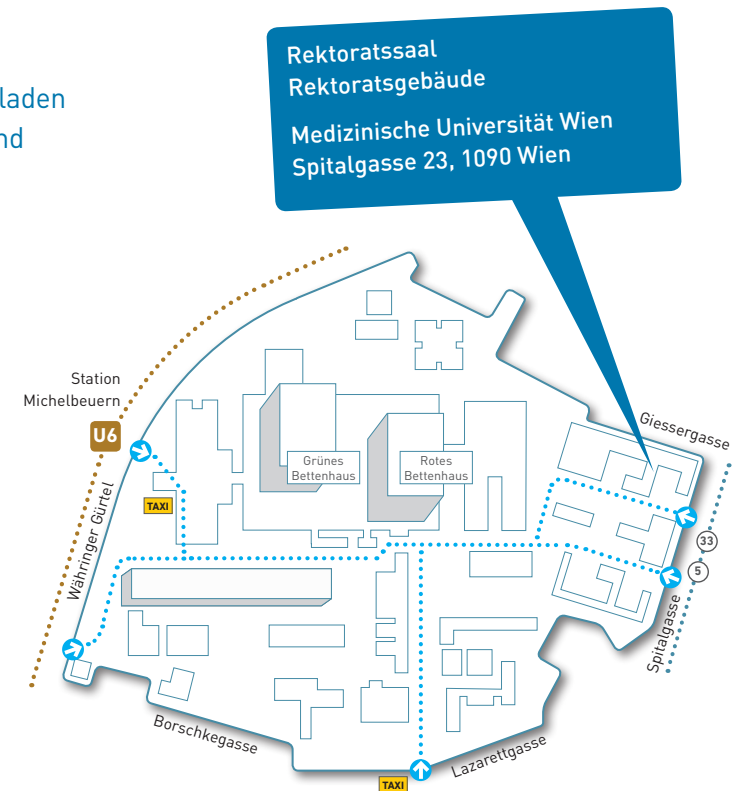 laden
nd
Rektoratssaal
Rektoratsgebäude
Medizinische Universität Wien
Spitalgasse 23, 1090 Wien
Station
Michelbeuern
U6
Giessergasse
Grünes
Bettenhaus
Rotes
Bettenhaus
TAXI
Währinger Gürtel
33
5
Spitalgasse
Borschkegasse
Lazarettgasse
TAXI